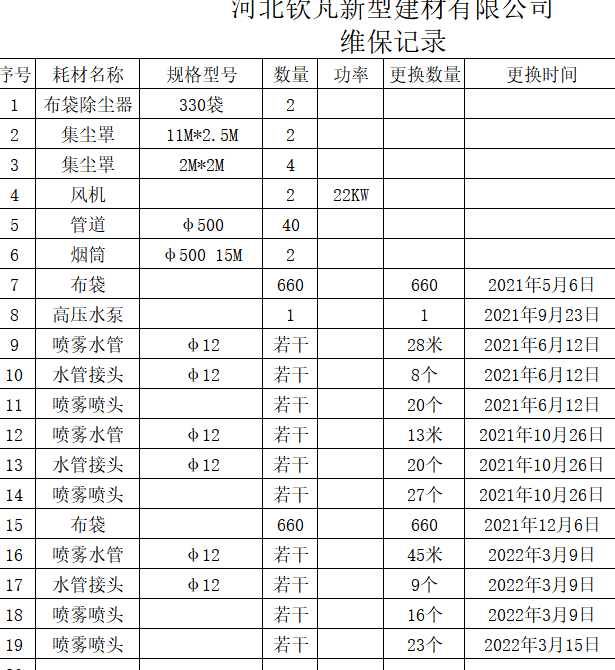 河北钦凡新型建材有限公司
维保记录
序号 耗材名称 规格型号 数量 功率 更换数量 更换时间
1 布袋除尘器 330袋 2
2 集尘罩 11M*2.5M 2
3 集尘罩 2M*2M 4
4 风机 2 22KW
5 管道 φ500 40
6 烟筒 φ500 15M 2
7 布袋 660 660 2021年5月6日
8 高压水泵 1 1 2021年9月23日
9 喷雾水管 φ12 若干 28米 2021年6月12日
10 水管接头 φ12 若干 8个 2021年6月12日
11 喷雾喷头 若干 20个 2021年6月12日
12 喷雾水管 φ12 若干 13米 2021年10月26日
13 水管接头 φ12 若干 20个 2021年10月26日
14 喷雾喷头 若干 27个 2021年10月26日
15 布袋 660 660 2021年12月6日
16 喷雾水管 φ12 若干 45米 2022年3月9日
17 水管接头 φ12 若干 9个 2022年3月9日
18 喷雾喷头 若干 16个 2022年3月9日
19 喷雾喷头 若干 23个 2022年3月15日